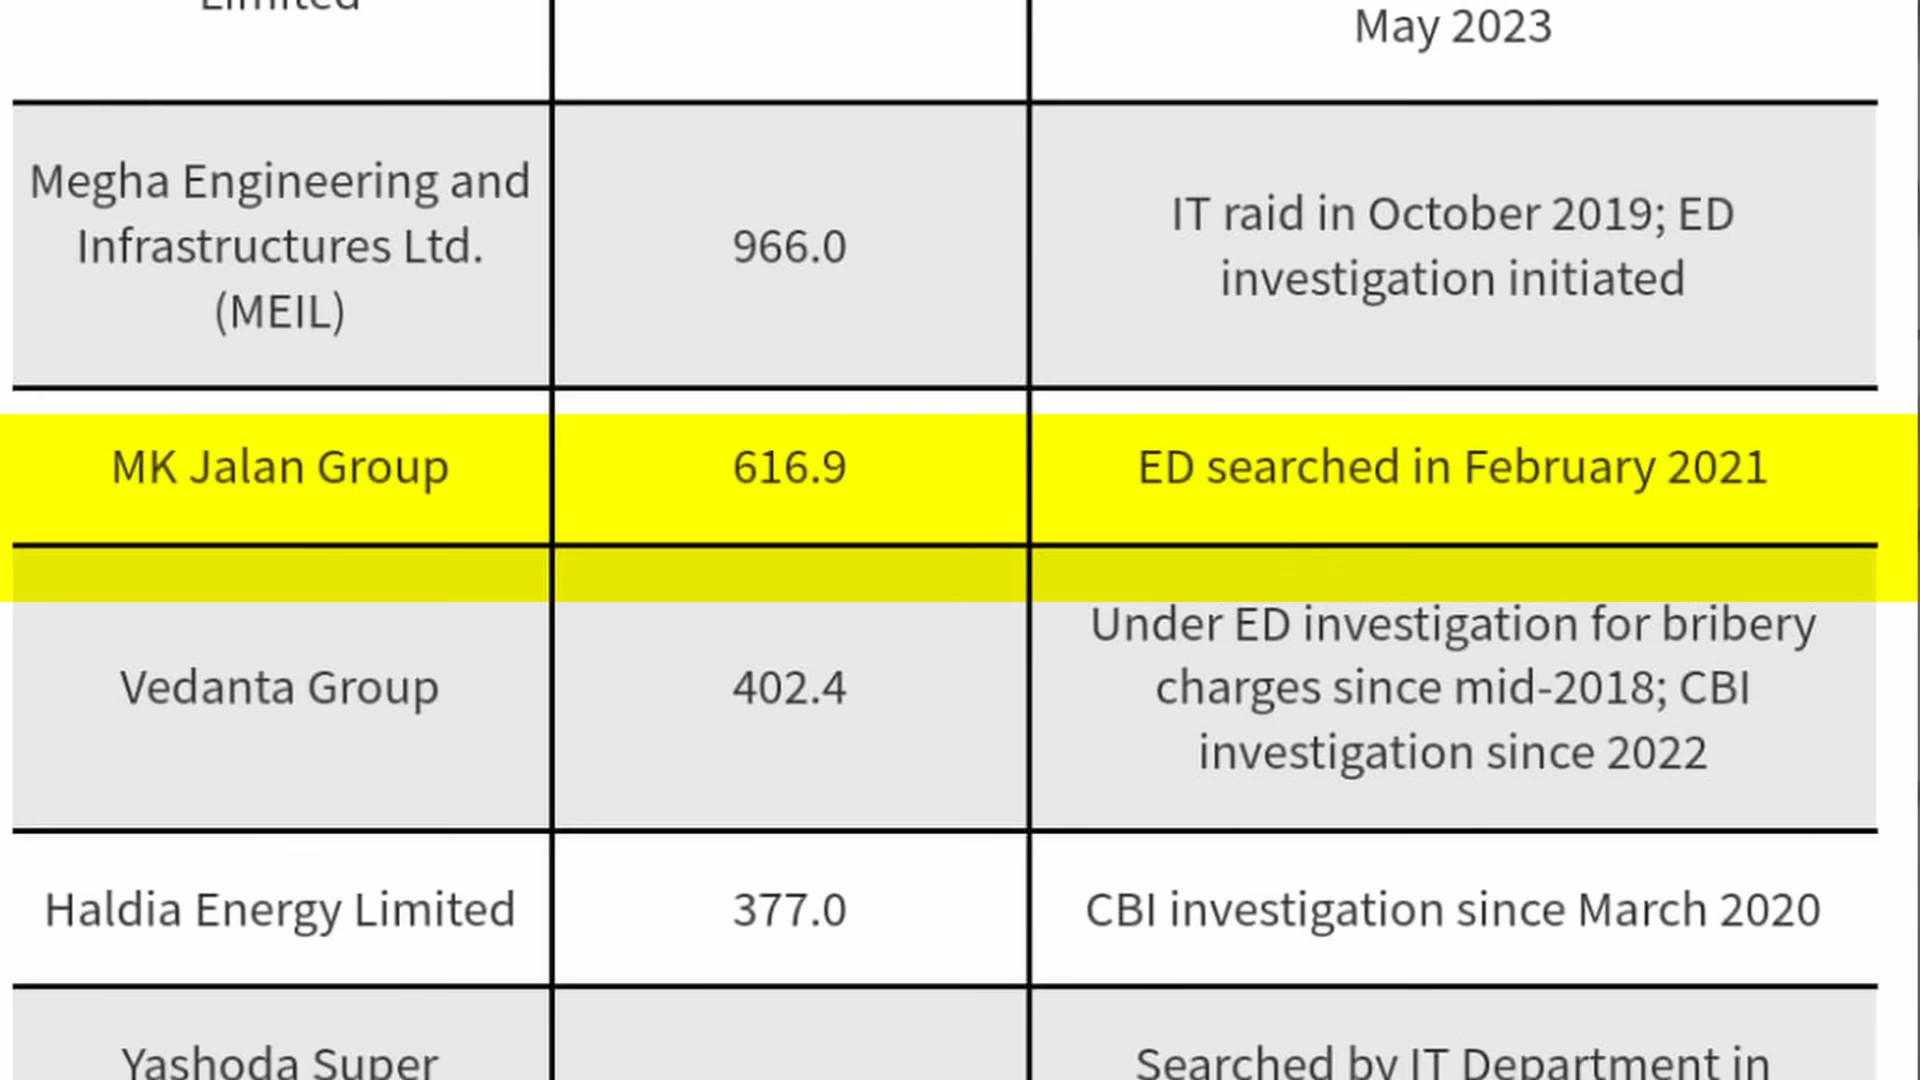 Limited
May 2023
Megha Engineering and
Infrastructures Ltd.
(MEIL)
966.0
IT raid in October 2019; ED
investigation initiated
MK Jalan Group
616.9
ED searched in February 2021
Vedanta Group
402.4
Under ED investigation for bribery
charges since mid-2018; CBI
investigation since 2022
Haldia Energy Limited
377.0
CBI investigation since March 2020
Yashoda Super
Searched by IT Department in